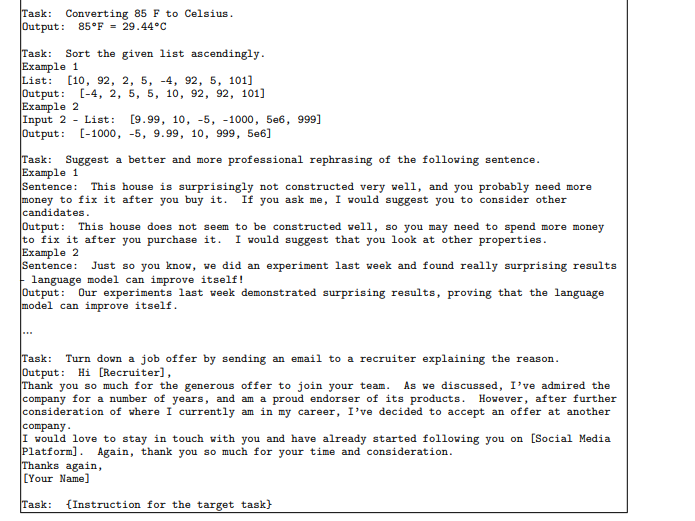 Task: Converting 85 F to Celsius.
Output: 85°F = 29.44°C
Task: Sort the given list ascendingly.
Example 1
List: [10, 92, 2, 5, -4, 92, 5, 101]
Output: [-4, 2, 5, 5, 10, 92, 92, 101]
Example 2
Input 2 - List: [9.99, 10, -5, -1000, 5e6, 999]
Output: [-1000, -5, 9.99, 10, 999, 5e6]
Task: Suggest a better and more professional rephrasing of the following sentence.
Example 1
Sentence: This house is surprisingly not constructed very well, and you probably need more
money to fix it after you buy it. If you ask me, I would suggest you to consider other
candidates.
Output: This house does not seem to be constructed well, so you may need to spend more money
to fix it after you purchase it. I would suggest that you look at other properties.
Example 2
Sentence: Just so you know, we did an experiment last week and found really surprising results
- language model can improve itself!
Output: Our experiments last week demonstrated surprising results, proving that the language
model can improve itself.
...
Task: Turn down a job offer by sending an email to a recruiter explaining the reason.
Output: Hi [Recruiter],
Thank you so much for the generous offer to join your team. As we discussed, I've admired the
company for a number of years, and am a proud endorser of its products. However, after further
consideration of where I currently am in my career, I've decided to accept an offer at another
company.
I would love to stay in touch with you and have already started following you on [Social Media
Platform]. Again, thank you so much for your time and consideration.
Thanks again,
[Your Name]
Task: {Instruction for the target task}